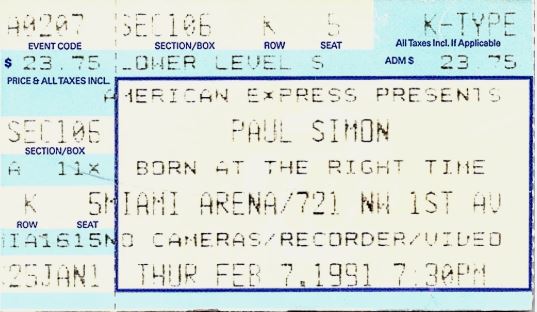 A0207 SEC106 K 5 K-TYPE
EVENT CODE SECTION/BOX ROW SEAT All Taxes Incl. If Applicable
$ 23.75 LOWER LEVEL S ADM $ 23.75
PRICE & ALL TAXES INCL.
AMERICAN EXPRESS PRESENTS
SEC106 PAUL SIMON
SECTION/BOX
A 11x BORN AT THE RIGHT TIME
K 5 MIAMI ARENA/721 NW 1ST AV
ROW SEAT
MIA1615 NO CAMERAS/RECORDER/VIDEO
25JAN1 THUR FEB 7,1991 7:30PM